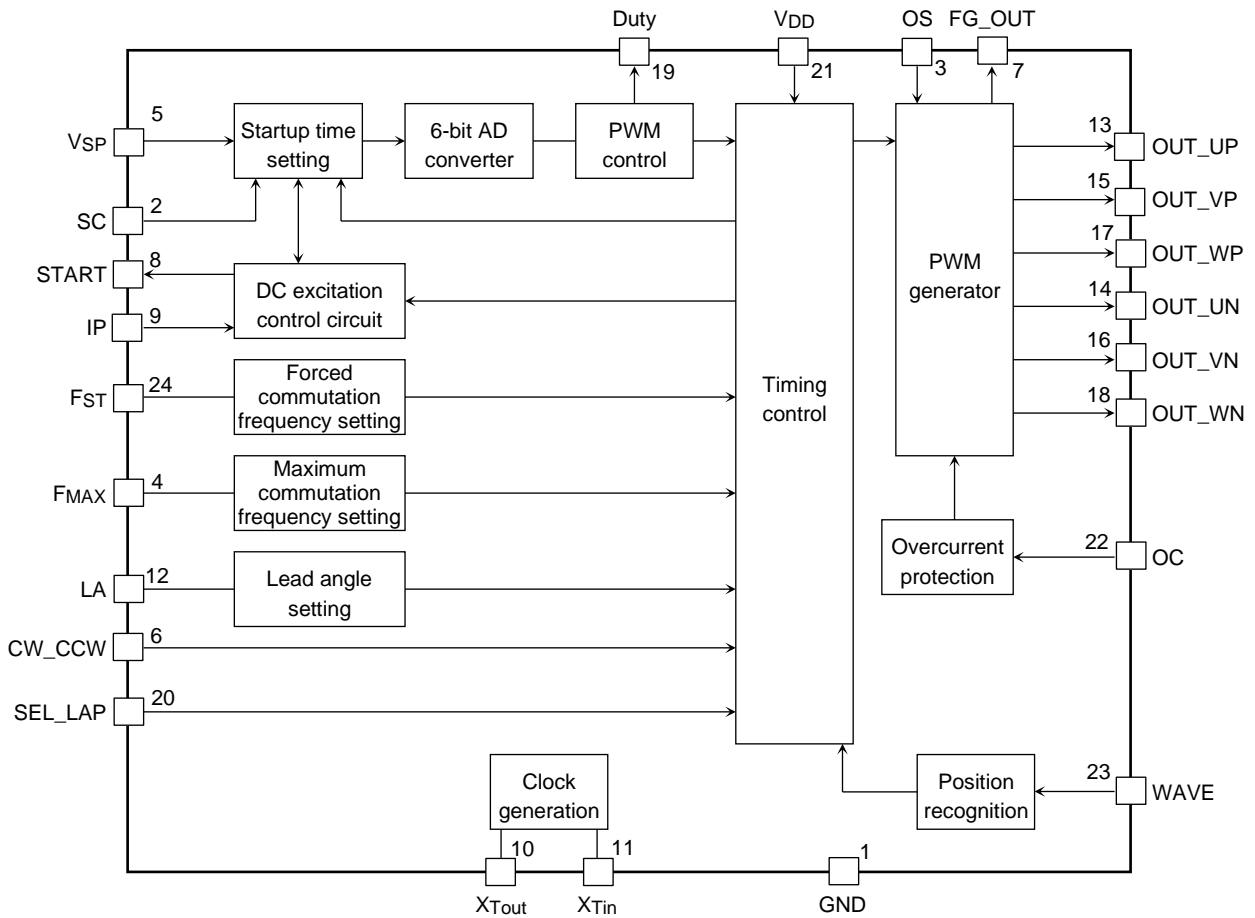 Duty
VDD
OS
FG_OUT
19
21
3
7
5
VSP
Startup time
setting
6-bit AD
converter
PWM
control
13
OUT_UP
15
OUT_VP
2
SC
17
OUT_WP
8
START
DC excitation
control circuit
PWM
generator
14
OUT_UN
9
IP
16
OUT_VN
24
FST
Forced
commutation
frequency setting
Timing
control
18
OUT_WN
4
FMAX
Maximum
commutation
frequency setting
Overcurrent
protection
22
OC
12
LA
Lead angle
setting
6
CW_CCW
20
SEL_LAP
Clock
generation
Position
recognition
23
WAVE
10
11
1
XTout
XTin
GND